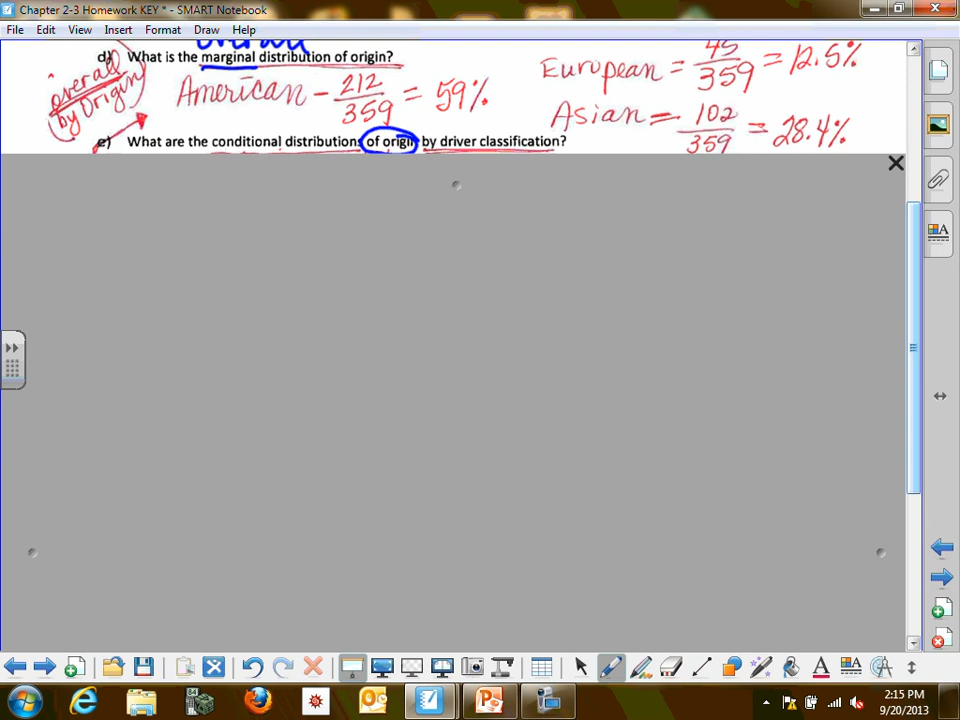 Chapter 2-3 Homework KEY * - SMART Notebook
File Edit View Insert Format Draw Help
overall
d) What is the marginal distribution of origin?
overall
by Origin
American - 212/359 = 59%
European = 45/359 = 12.5%
Asian = 102/359 = 28.4%
e) What are the conditional distributions of origin by driver classification?
2:15 PM
9/20/2013